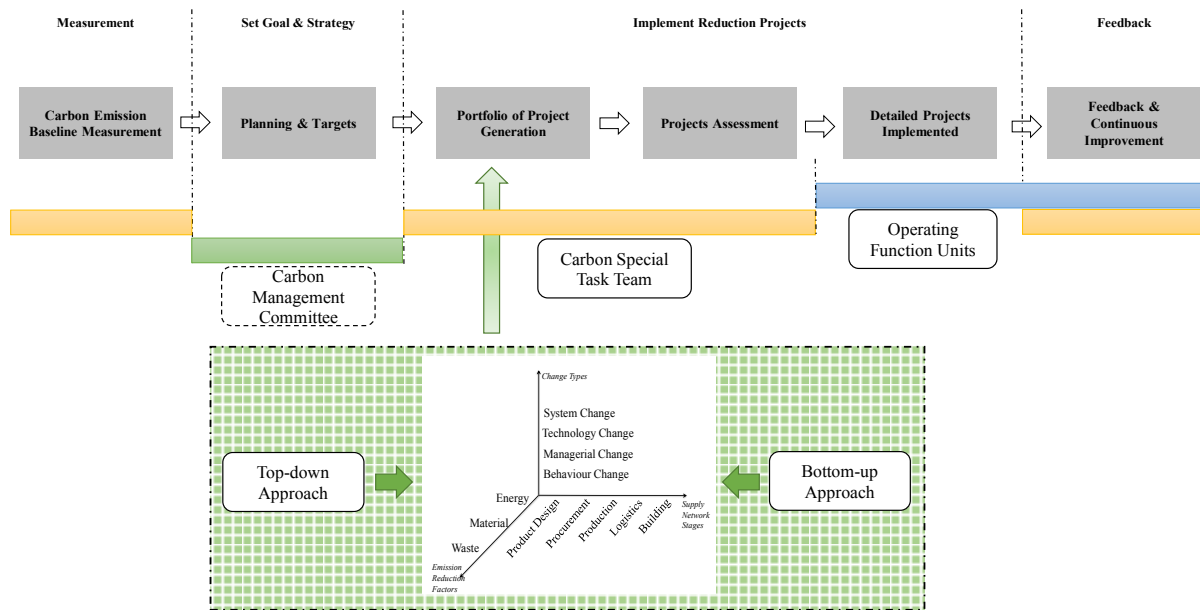 Measurement
Set Goal & Strategy
Implement Reduction Projects
Feedback
Carbon Emission
Baseline Measurement
Planning & Targets
Portfolio of Project
Generation
Projects Assessment
Detailed Projects
Implemented
Feedback &
Continuous
Improvement
Carbon
Management
Committee
Carbon Special
Task Team
Operating
Function Units
Change Types
System Change
Technology Change
Managerial Change
Behaviour Change
Top-down
Approach
Bottom-up
Approach
Energy
Material
Waste
Emission
Reduction
Factors
Product Design
Procurement
Production
Logistics
Building
Supply
Network
Stages